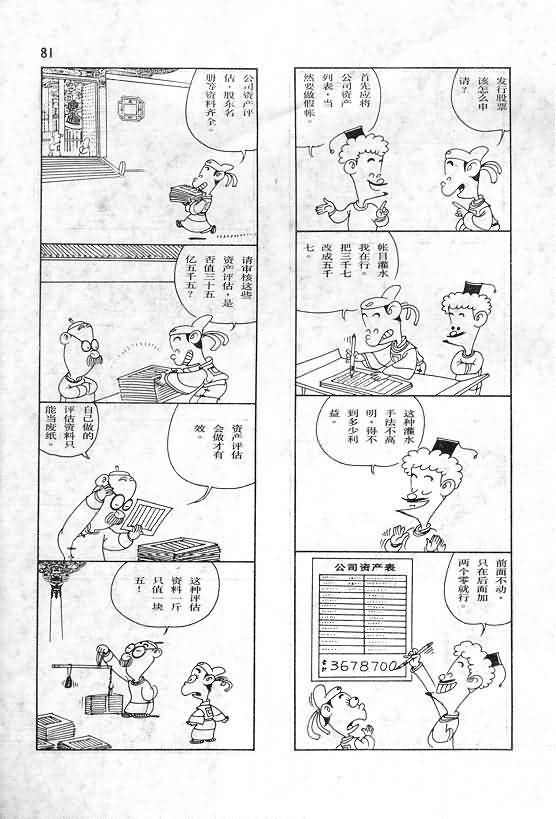 81
发行股票
该怎么申
请？
首先应将
公司资产
列表，当
然要做假帐。
帐目灌水
我在行。
把三千七
改成五千
七。
这种灌水
手法不高
明，得不
到多少利
益。
前面不动，
只在后面加
两个零就行。
公司资产表
3678700
公司资产评
估，股东名
册等资料齐全。
请审核这些
资产评估，是
否值三十五
亿五千五？
资产评估
会做才有
效。
自己做的
评估资料只
能当废纸。
这种评估
资料一斤
只值一块
五！